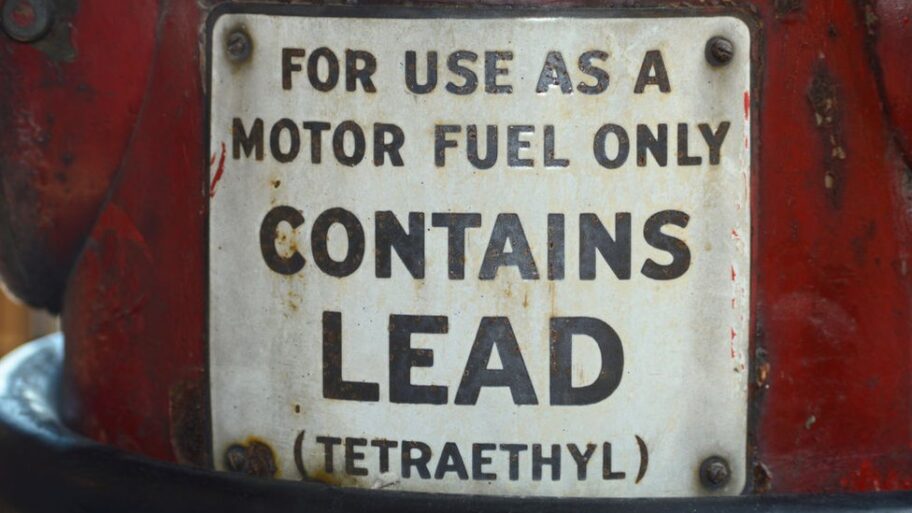 FOR USE AS A
MOTOR FUEL ONLY
CONTAINS
LEAD
(TETRAETHYL)